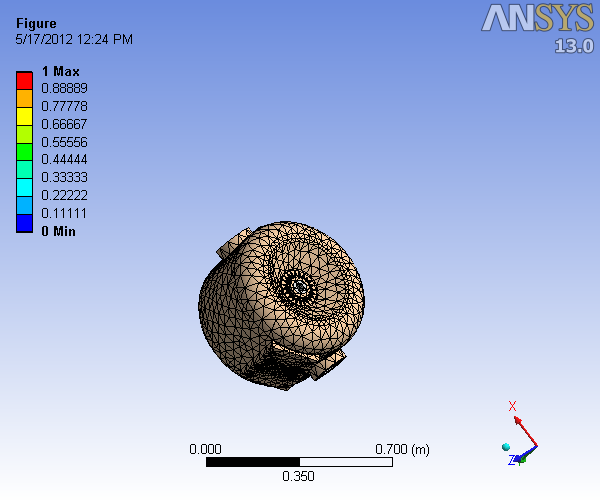 Figure
5/17/2012 12:24 PM
ANSYS
13.0
1 Max
0.88889
0.77778
0.66667
0.55556
0.44444
0.33333
0.22222
0.11111
0 Min
X
Z
0.000
0.700 (m)
0.350